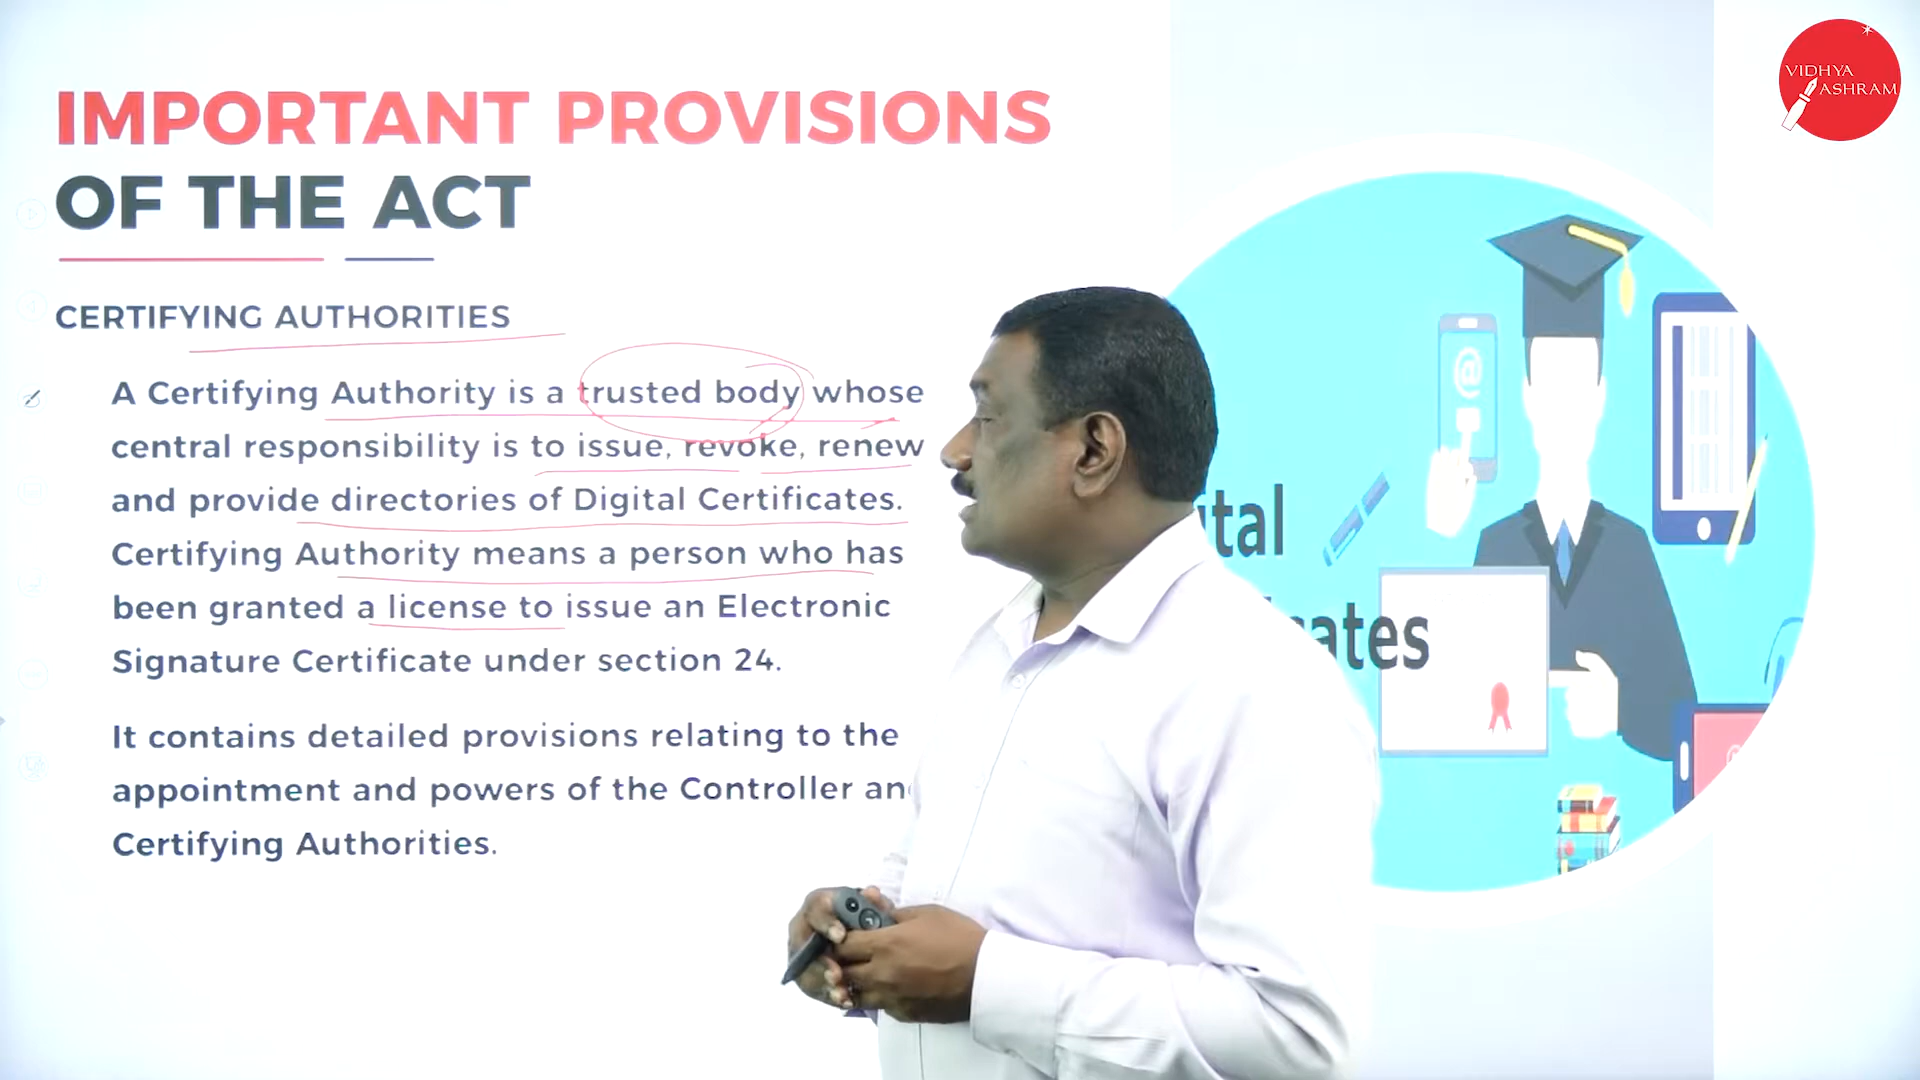 VIDHYA
ASHRAM
IMPORTANT PROVISIONS
OF THE ACT
CERTIFYING AUTHORITIES
A Certifying Authority is a trusted body whose
central responsibility is to issue, revoke, renew
and provide directories of Digital Certificates.
Certifying Authority means a person who has
been granted a license to issue an Electronic
Signature Certificate under section 24.
It contains detailed provisions relating to the
appointment and powers of the Controller
Certifying Authorities.